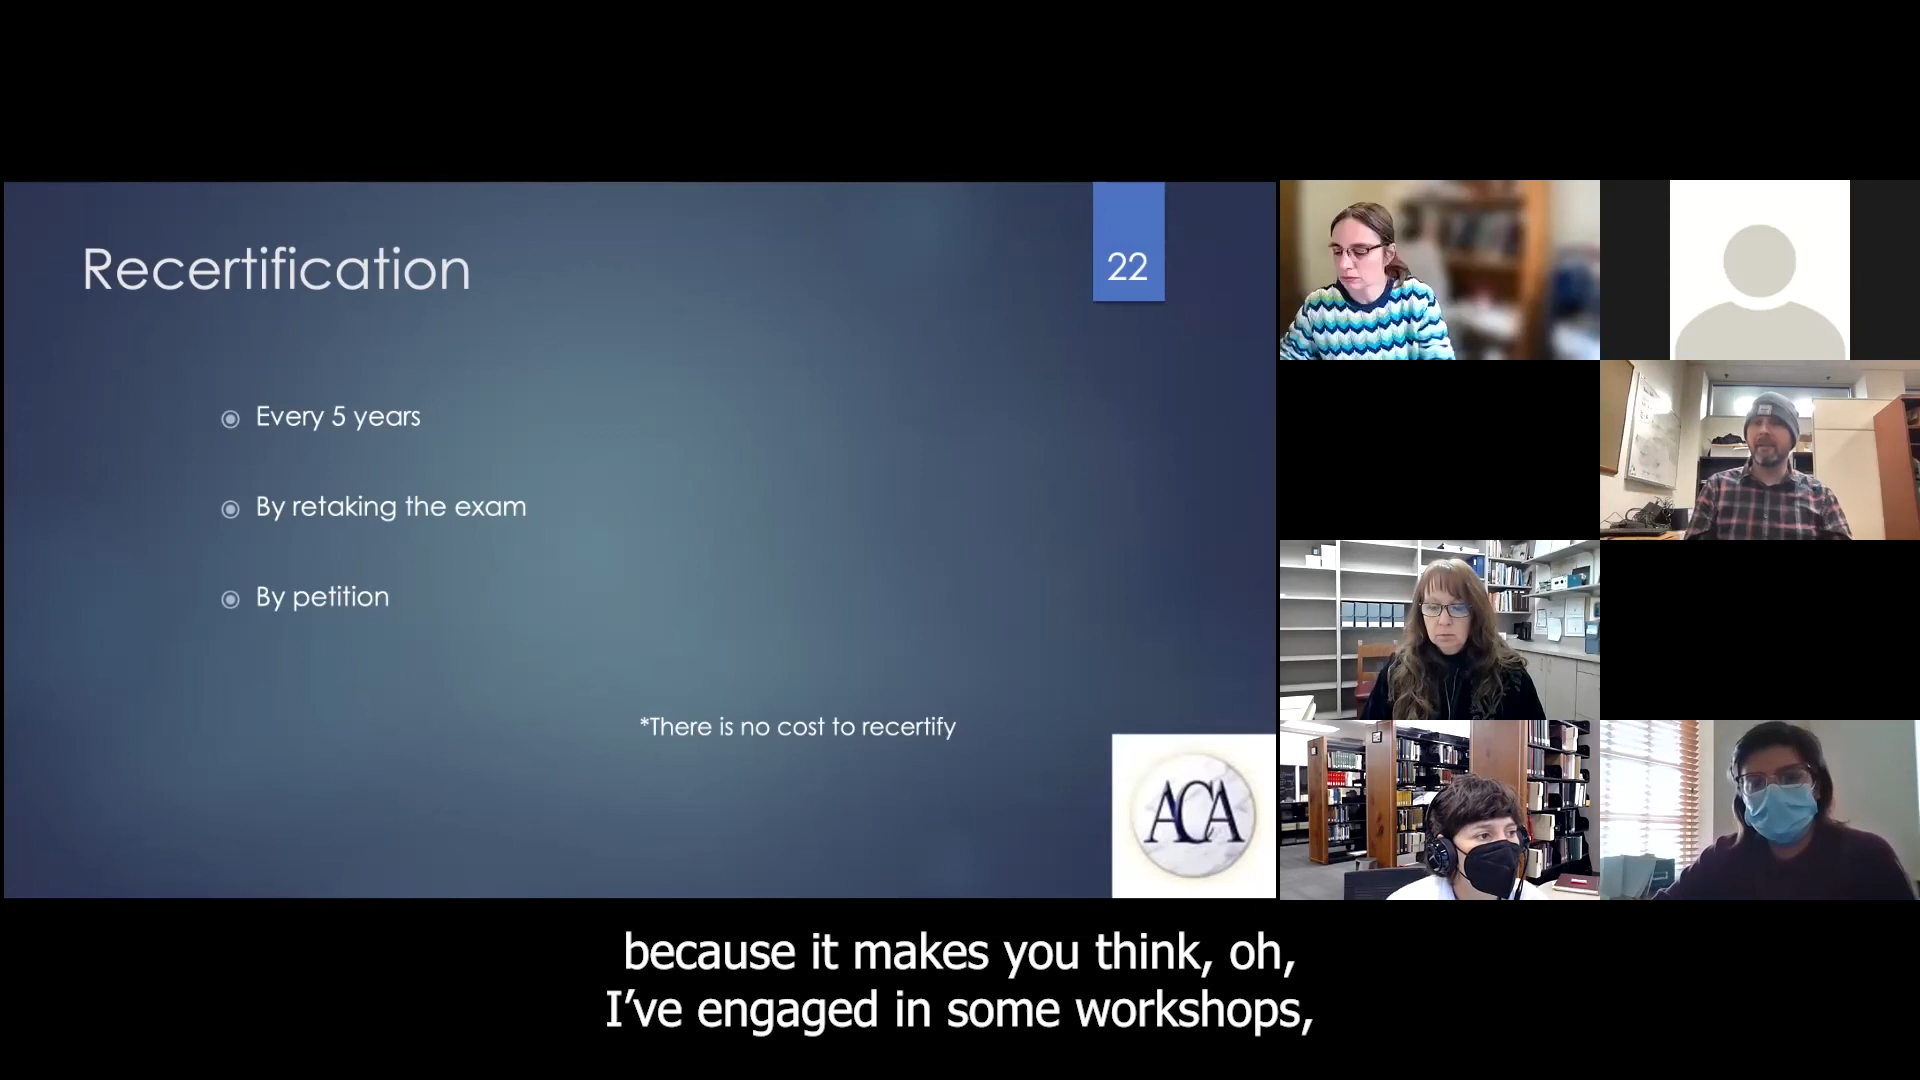 Recertification
22
Every 5 years
By retaking the exam
By petition
*There is no cost to recertify
ACA
because it makes you think, oh,
I’ve engaged in some workshops,